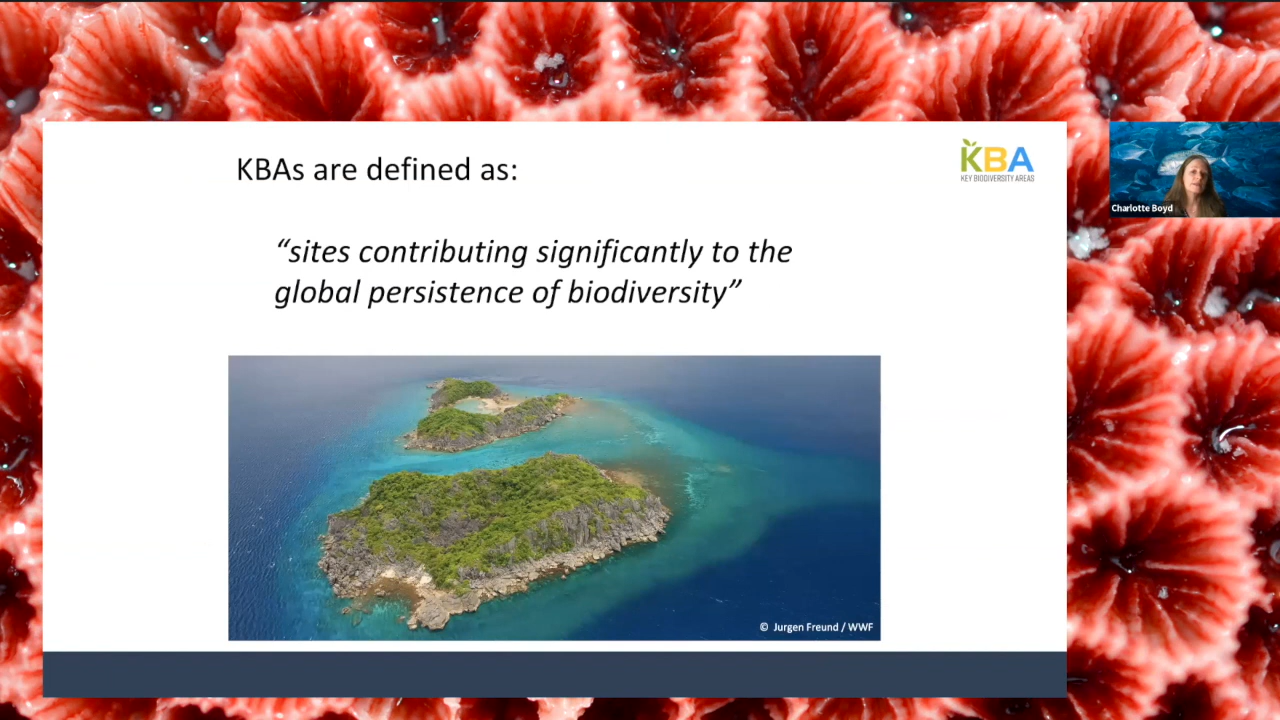 KBAs are defined as:
KBA
KEY BIODIVERSITY AREAS
“sites contributing significantly to the
global persistence of biodiversity”
© Jurgen Freund / WWF
Charlotte Boyd